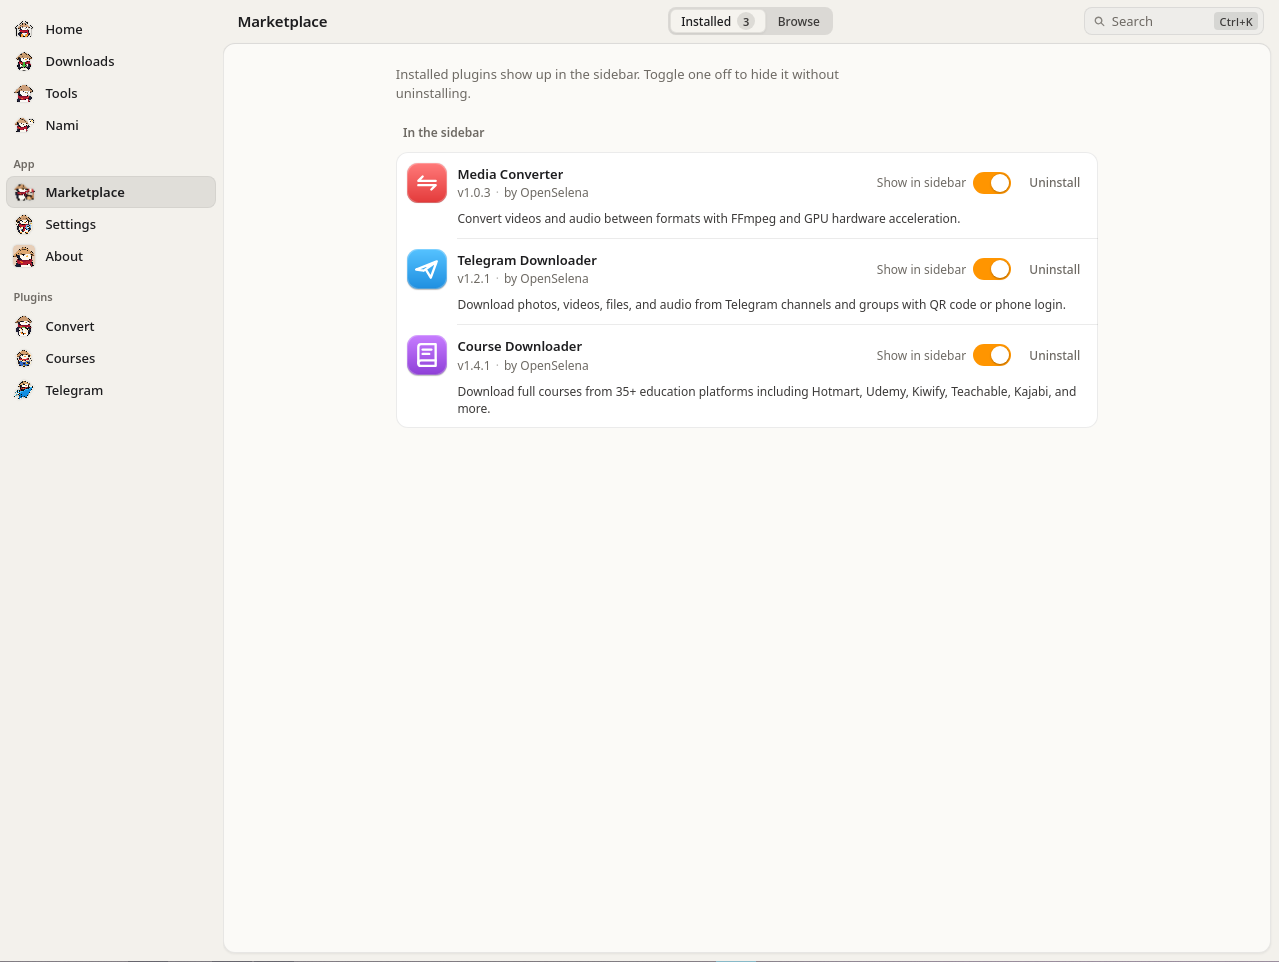 Home
Downloads
Tools
Nami
App
Marketplace
Settings
About
Plugins
Convert
Courses
Telegram
Marketplace
Installed 3
Browse
Search
Ctrl+K
Installed plugins show up in the sidebar. Toggle one off to hide it without
uninstalling.
In the sidebar
Media Converter
v1.0.3 · by OpenSelena
Show in sidebar
Uninstall
Convert videos and audio between formats with FFmpeg and GPU hardware acceleration.
Telegram Downloader
v1.2.1 · by OpenSelena
Show in sidebar
Uninstall
Download photos, videos, files, and audio from Telegram channels and groups with QR code or phone login.
Course Downloader
v1.4.1 · by OpenSelena
Show in sidebar
Uninstall
Download full courses from 35+ education platforms including Hotmart, Udemy, Kiwify, Teachable, Kajabi, and
more.